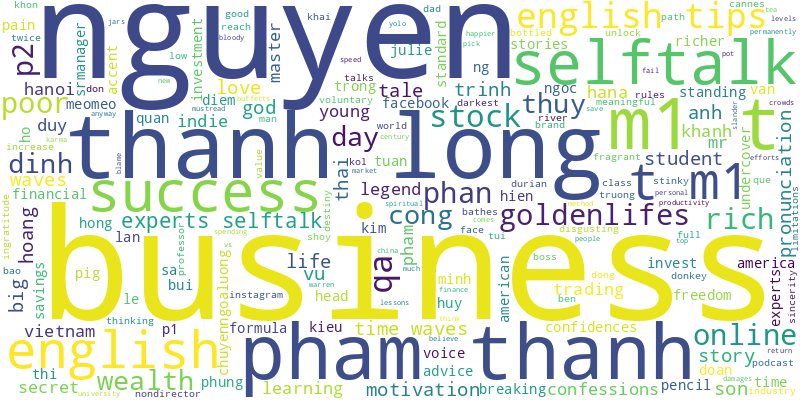 nguyen
business
thanh long
pham thanh
english tips
selftalk
m1 t
t m1
success
english
stock
online
goldenlifes
rich
poor
p2
thuy
day
tale
love
god
indie
master
investment
accent
srmanager
pain
khon
twice
jars
bloody
good
reach
low
khai
yolo
dad
happier
pick
bottled
stories
standard
julie
speed
talks
trong
facebook
voluntary
darkest
young
man
buffett
mustread
new
diem
hanoi
don
meomeo
ho
duy
quan
karma
anyway
increase
dinh
waves
financial
ingratitude
hoang
blame
value
thai
kol
market
world
century
tuan
legend
spiritual
trinh
ng
ngoc
river
brand
hana
fragrant
fail
rules
richer
path
unlock
cannes
tea
levels
permanently
pot
standing
van
meaningful
save
khanh
anh
mr
slander
crowds
undercover
student
efforts
que
pronunciation
limitations
durian
class
stinky
personal
truong
productivity
hien
phan
cong
bathes
method
comes
face
disgusting
tui
people
full
top
vs
professor
spending
experts selftalk
hong
destiny
shoy
kim
qa
pham
china
much
lan
life
vu
head
sa
bui
pig
savings
big
bao
le
thinking
p1
vietnam
instagram
warren
finance
lessons
minh
huy
american
boss
donkey
ben
dong
trading
invest
freedom
america
experts
sincerity
confidences
think
believe
time waves
kieu
formula
chuyenngoaluong
voice
advice
story
doan
return
podcast
thi
secret
nondirector
wealth
university
phung
learning
motivation
breaking
confessions
pencil
son
damages
time
industry